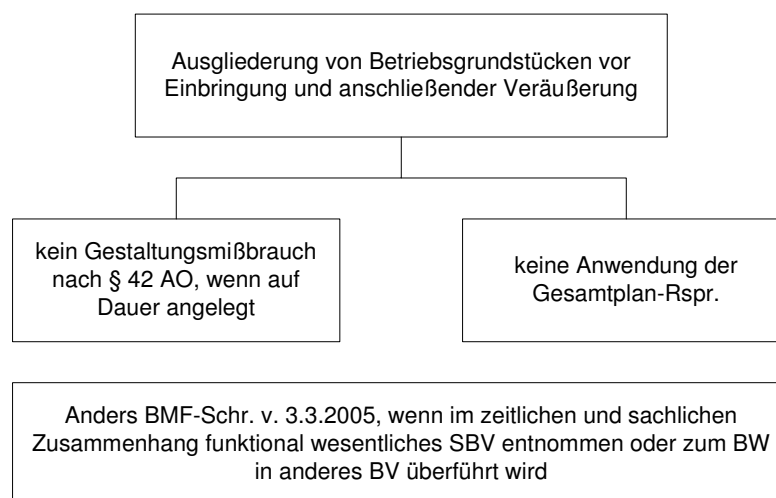 Ausgliederung von Betriebsgrundstücken vor
Einbringung und anschließender Veräußerung
kein Gestaltungsmißbrauch
nach § 42 AO, wenn auf
Dauer angelegt
keine Anwendung der
Gesamtplan-Rspr.
Anders BMF-Schr. v. 3.3.2005, wenn im zeitlichen und sachlichen
Zusammenhang funktional wesentliches SBV entnommen oder zum BW
in anderes BV überführt wird